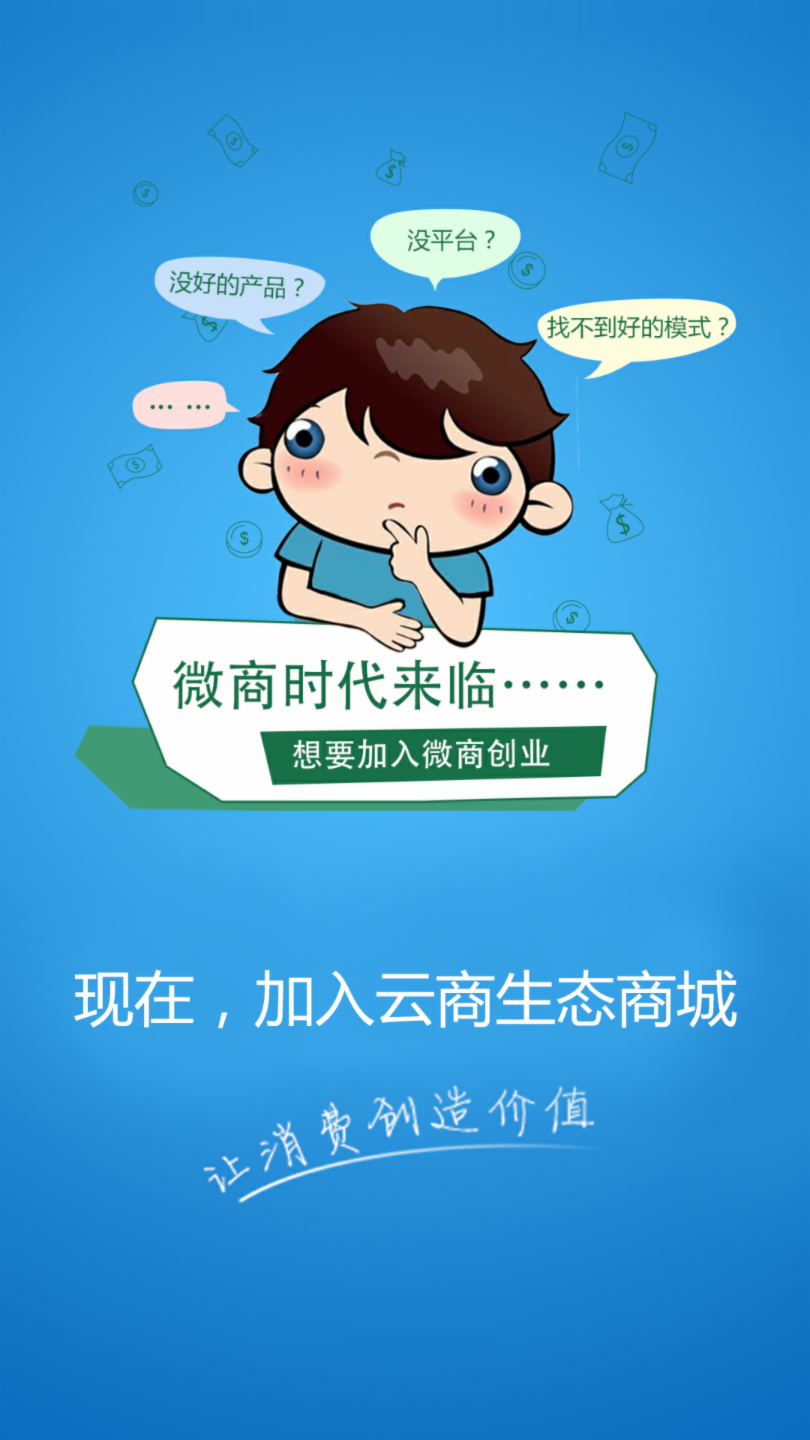 没平台？
没好的产品？
找不到好的模式？
… …
微商时代来临……
想要加入微商创业
现在，加入云商生态商城
让消费创造价值